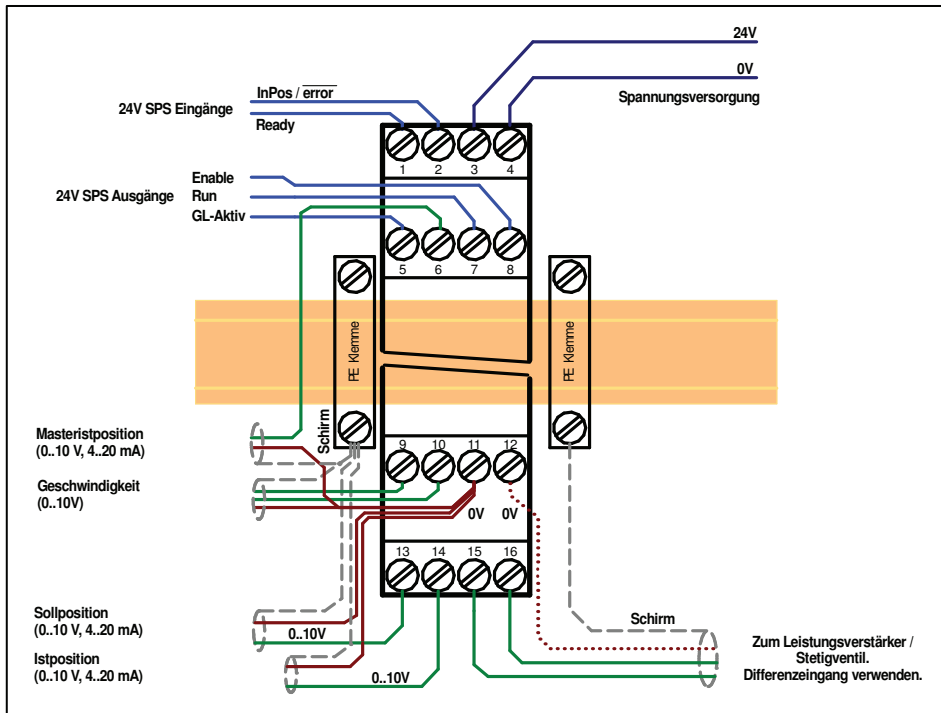 24V
0V
Spannungsversorgung
InPos / error
24V SPS Eingänge
Ready
1 2 3 4
Enable
24V SPS Ausgänge
Run
GL-Aktiv
5 6 7 8
PE Klemme
PE Klemme
Schirm
Masteristposition
(0..10 V, 4..20 mA)
Geschwindigkeit
(0..10V)
9 10 11 12
0V 0V
13 14 15 16
Sollposition
(0..10 V, 4..20 mA)
0..10V
Istposition
(0..10 V, 4..20 mA)
0..10V
Schirm
Zum Leistungsverstärker /
Stetigventil.
Differenzeingang verwenden.